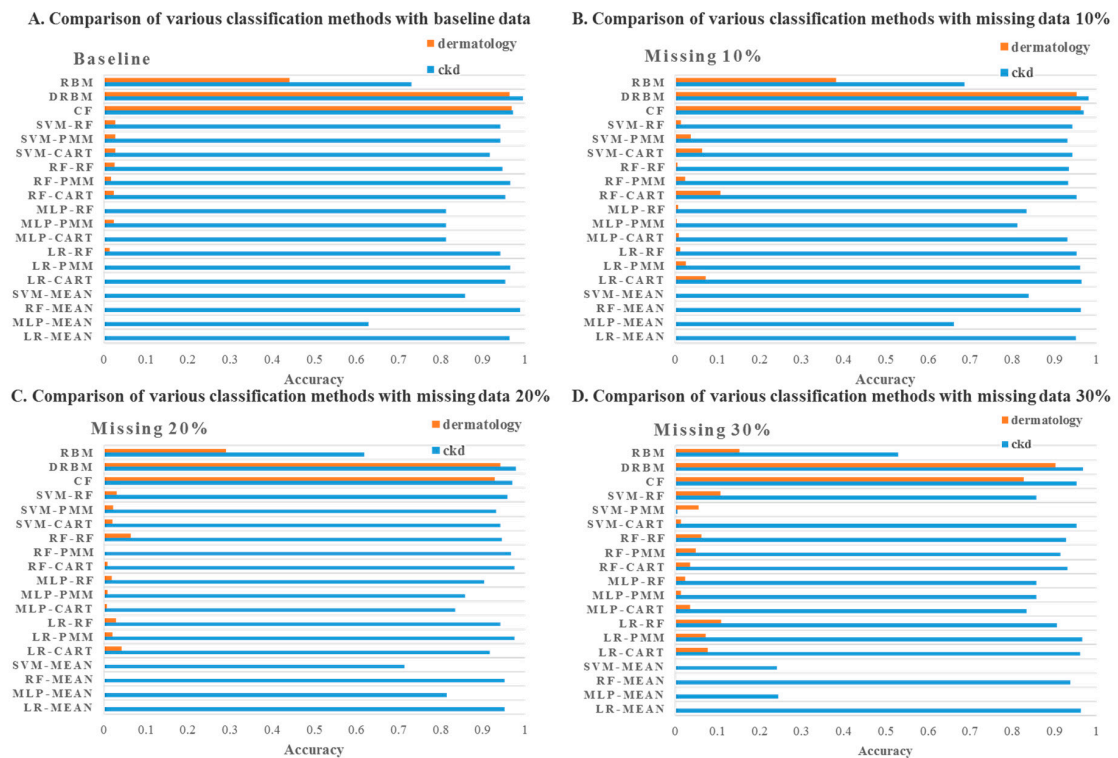 A. Comparison of various classification methods with baseline data
Baseline
dermatology
ckd
RBM
DRBM
CF
SVM-RF
SVM-PMM
SVM-CART
RF-RF
RF-PMM
RF-CART
MLP-RF
MLP-PMM
MLP-CART
LR-RF
LR-PMM
LR-CART
SVM-MEAN
RF-MEAN
MLP-MEAN
LR-MEAN
0 0.1 0.2 0.3 0.4 0.5 0.6 0.7 0.8 0.9 1
Accuracy
B. Comparison of various classification methods with missing data 10%
Missing 10%
dermatology
ckd
RBM
DRBM
CF
SVM-RF
SVM-PMM
SVM-CART
RF-RF
RF-PMM
RF-CART
MLP-RF
MLP-PMM
MLP-CART
LR-RF
LR-PMM
LR-CART
SVM-MEAN
RF-MEAN
MLP-MEAN
LR-MEAN
0 0.1 0.2 0.3 0.4 0.5 0.6 0.7 0.8 0.9 1
Accuracy
C. Comparison of various classification methods with missing data 20%
Missing 20%
dermatology
ckd
RBM
DRBM
CF
SVM-RF
SVM-PMM
SVM-CART
RF-RF
RF-PMM
RF-CART
MLP-RF
MLP-PMM
MLP-CART
LR-RF
LR-PMM
LR-CART
SVM-MEAN
RF-MEAN
MLP-MEAN
LR-MEAN
0 0.1 0.2 0.3 0.4 0.5 0.6 0.7 0.8 0.9 1
Accuracy
D. Comparison of various classification methods with missing data 30%
Missing 30%
dermatology
ckd
RBM
DRBM
CF
SVM-RF
SVM-PMM
SVM-CART
RF-RF
RF-PMM
RF-CART
MLP-RF
MLP-PMM
MLP-CART
LR-RF
LR-PMM
LR-CART
SVM-MEAN
RF-MEAN
MLP-MEAN
LR-MEAN
0 0.1 0.2 0.3 0.4 0.5 0.6 0.7 0.8 0.9 1
Accuracy